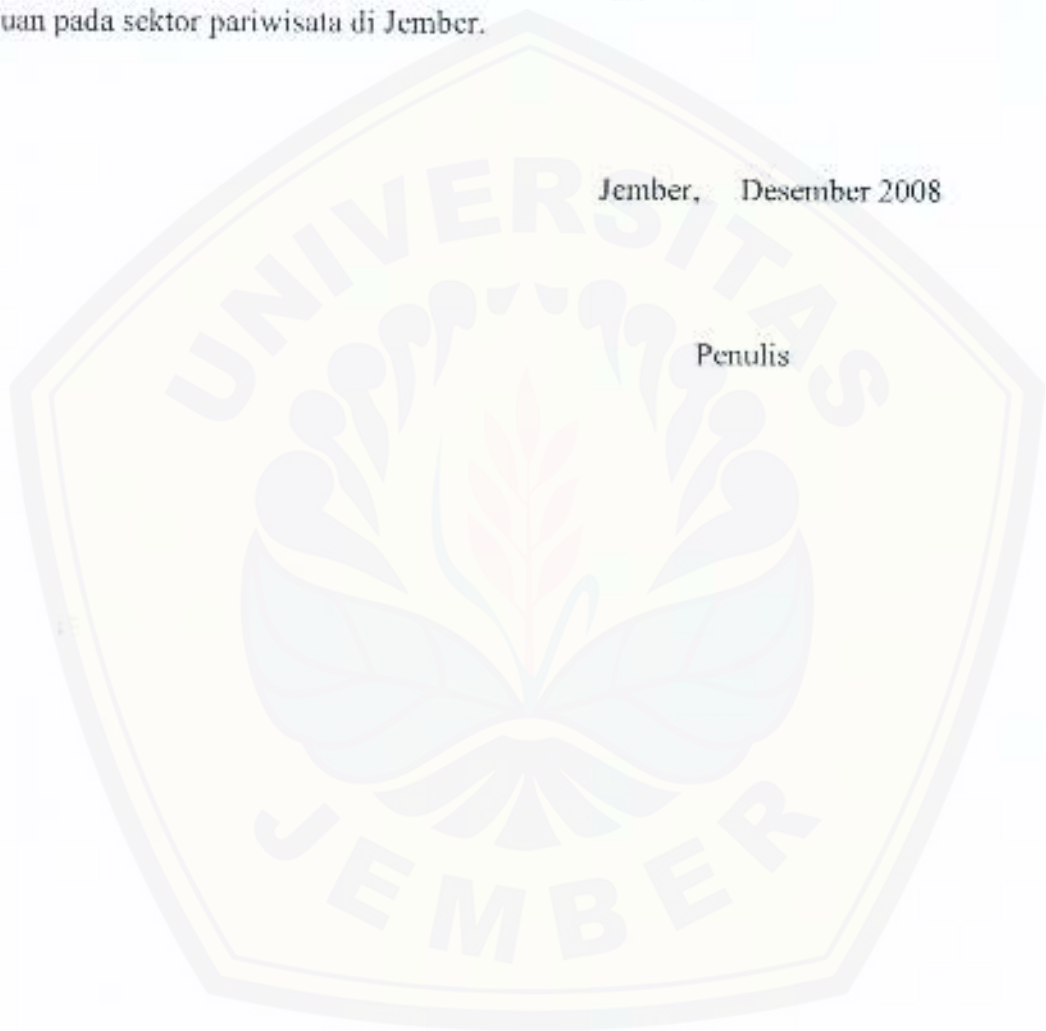 uan pada sektor pariwisata di Jember.
Jember, Desember 2008
Penulis
UNIVERSITAS
JEMBER